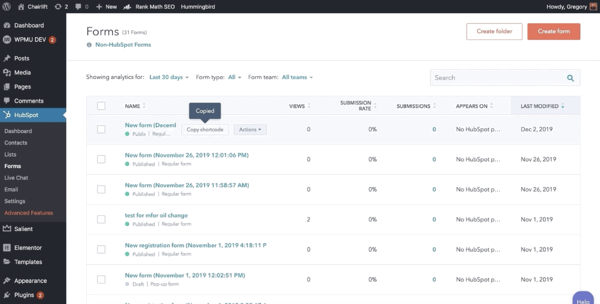 Chairlift 2 0 + New Rank Math SEO Hummingbird Howdy, Gregory
Dashboard
WPMU DEV 2
Posts
Media
Pages
Comments
HubSpot
Dashboard
Contacts
Lists
Forms
Live Chat
Email
Settings
Advanced Features
Salient
Elementor
Templates
Appearance
Plugins 2
Forms (31 Forms)
Non-HubSpot Forms
Create folder
Create form
Showing analytics for: Last 30 days Form type: All Form team: All teams
Search
Copied
NAME VIEWS SUBMISSION RATE SUBMISSIONS APPEARS ON LAST MODIFIED
New form (Decemb Copy shortcode Actions 0 0% 0 No HubSpot p... Dec 2, 2019
Publis | Regul...
New form (November 26, 2019 12:01:06 PM) 0 0% 0 No HubSpot p... Nov 26, 2019
Published | Regular form
New form (November 26, 2019 11:58:57 AM) 0 0% 0 No HubSpot p... Nov 26, 2019
Published | Regular form
test for mfor oil change 2 0% 0 No HubSpot p... Nov 1, 2019
Published | Regular form
New registration form (November 1, 2019 4:18:11 P 0 0% 0 No HubSpot p... Nov 1, 2019
Published | Regular form
New form (November 1, 2019 12:02:51 PM) 0 0% 0 No HubSpot p... Nov 1, 2019
Draft | Pop-up form
Help